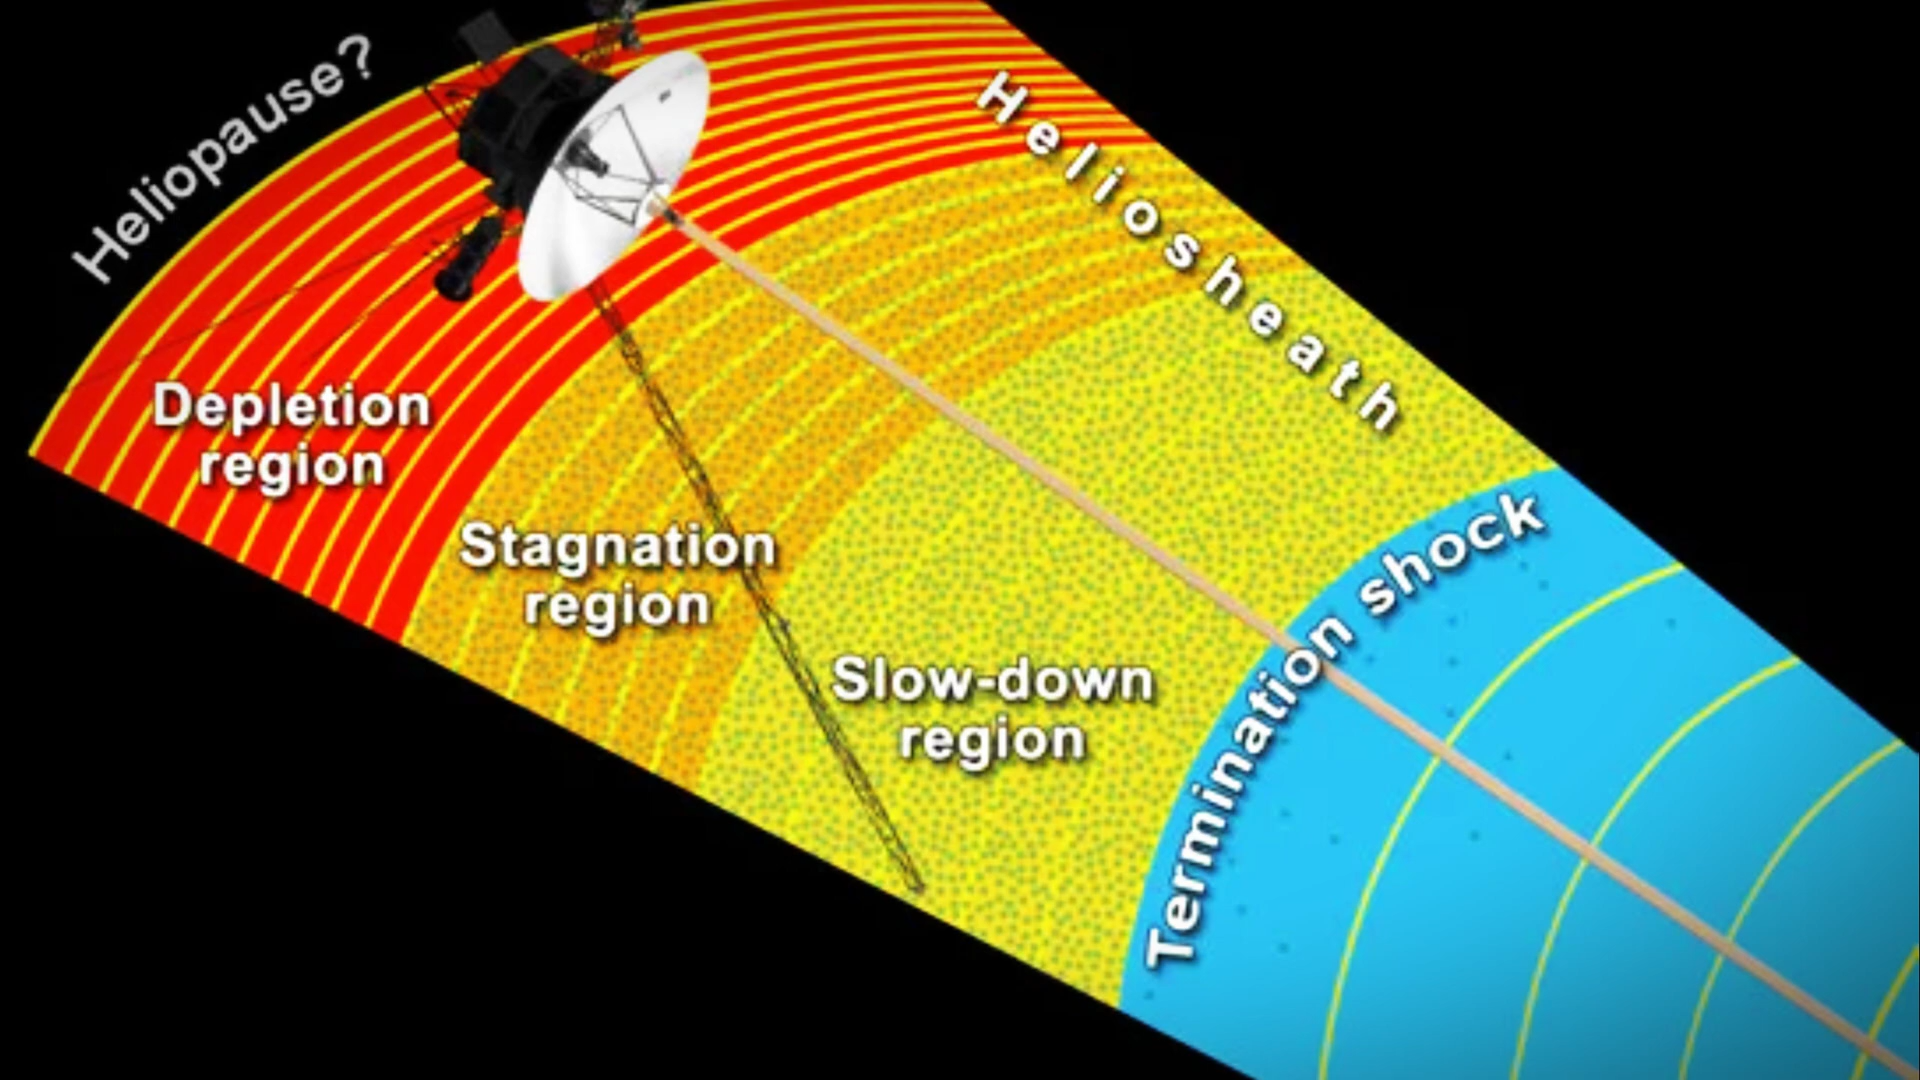 Heliopause?
Heliosheath
Depletion
region
Stagnation
region
Slow-down
region
Termination shock